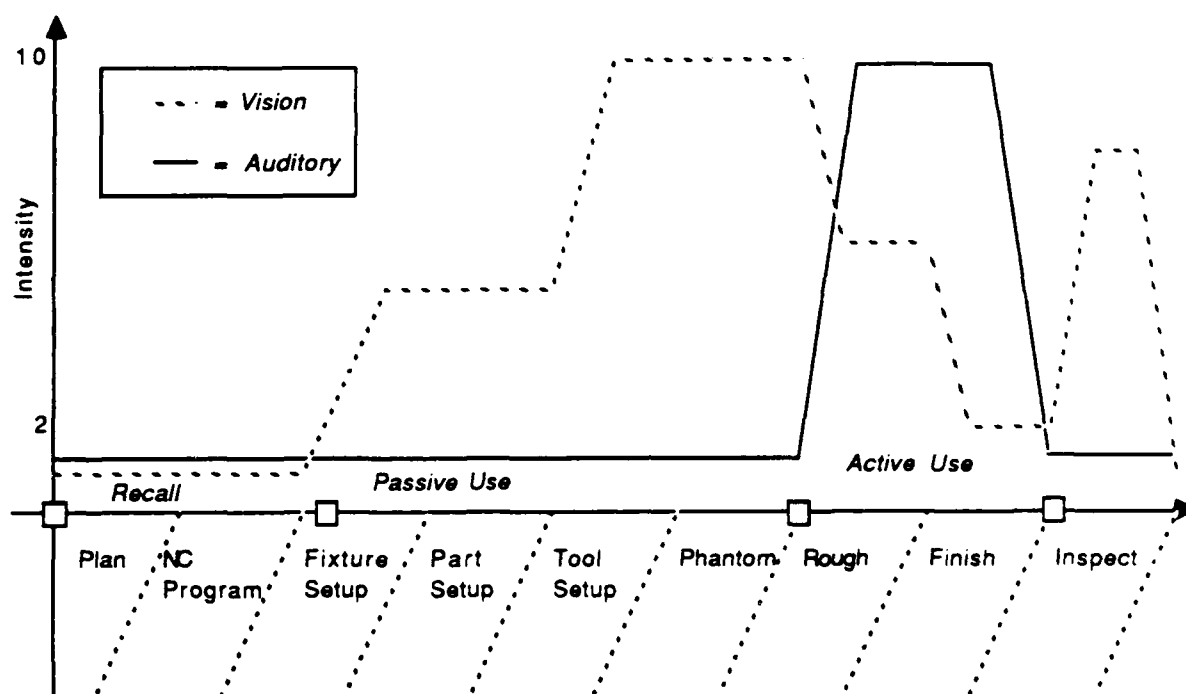 10
= Vision
= Auditory
Intensity
2
Recall
Passive Use
Active Use
Plan
NC
Program
Fixture
Setup
Part
Setup
Tool
Setup
Phantom
Rough
Finish
Inspect